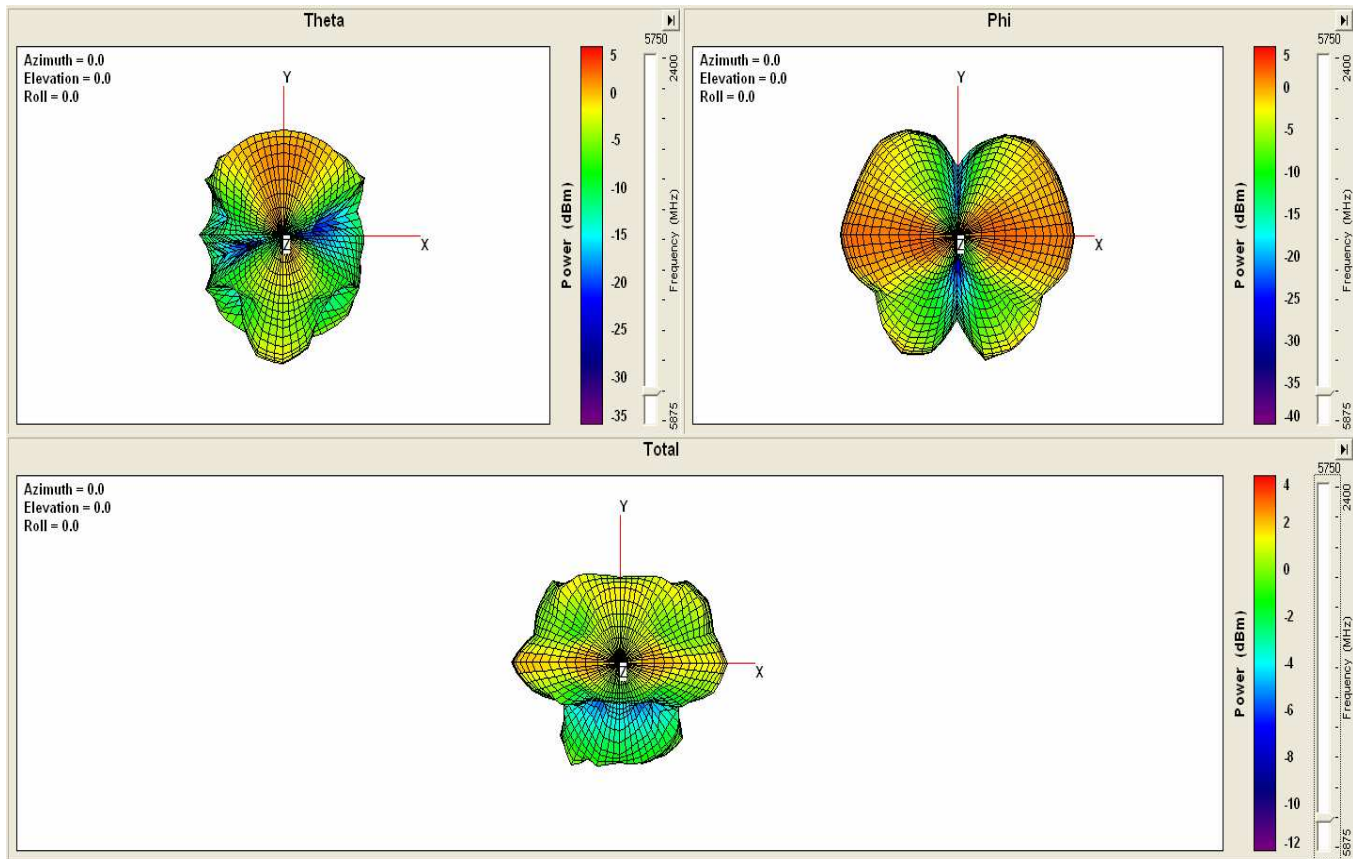 Theta
Azimuth = 0.0
Elevation = 0.0
Roll = 0.0
Y
X
Z
5
0
-5
-10
-15
-20
-25
-30
-35
Power (dBm)
5750
2400
Frequency (MHz)
5875
Phi
Azimuth = 0.0
Elevation = 0.0
Roll = 0.0
Y
X
Z
5
0
-5
-10
-15
-20
-25
-30
-35
-40
Power (dBm)
5750
2400
Frequency (MHz)
5875
Total
Azimuth = 0.0
Elevation = 0.0
Roll = 0.0
Y
X
Z
4
2
0
-2
-4
-6
-8
-10
-12
Power (dBm)
5750
2400
Frequency (MHz)
5875